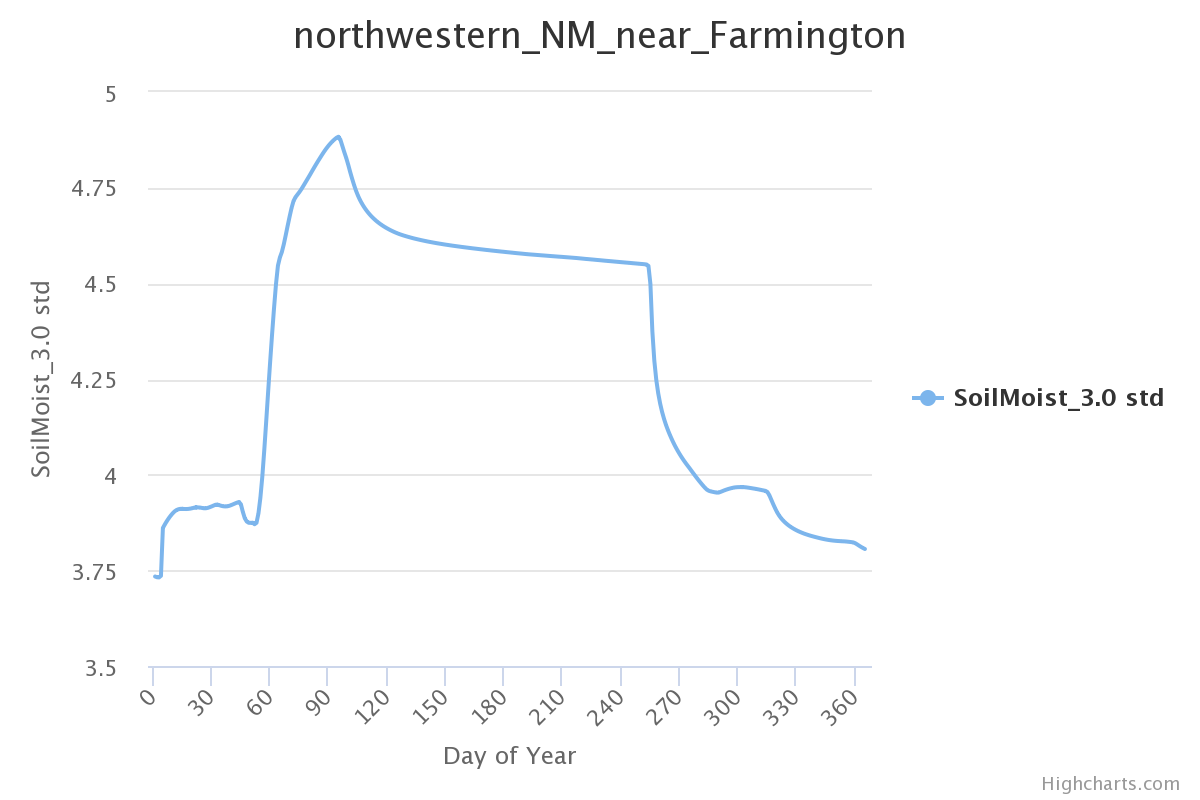 northwestern_NM_near_Farmington
5
4.75
4.5
4.25
4
3.75
3.5
SoilMoist_3.0 std
SoilMoist_3.0 std
0 30 60 90 120 150 180 210 240 270 300 330 360
Day of Year
Highcharts.com